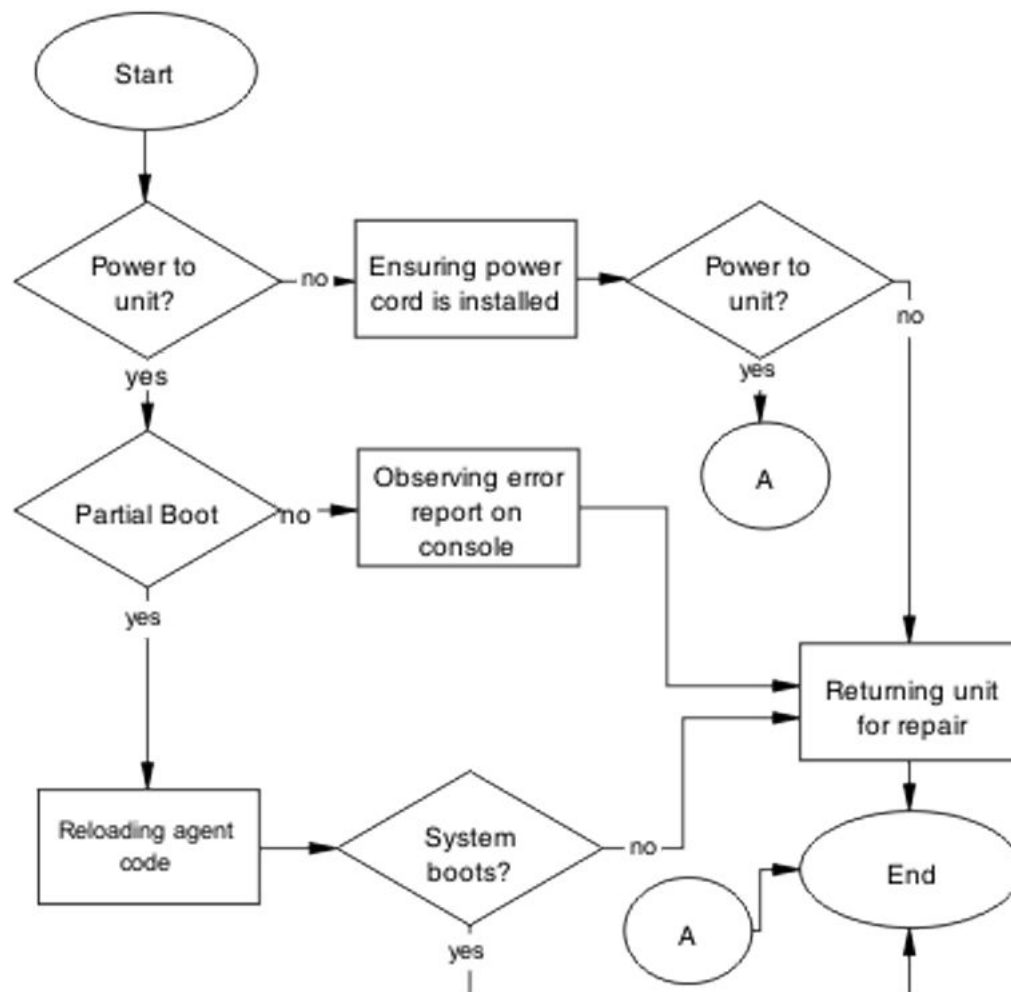 Start
Power to
unit?
no
Ensuring power
cord is installed
Power to
unit?
no
yes
yes
A
Partial Boot
no
Observing error
report on
console
yes
Returning unit
for repair
Reloading agent
code
System
boots?
no
End
A
yes